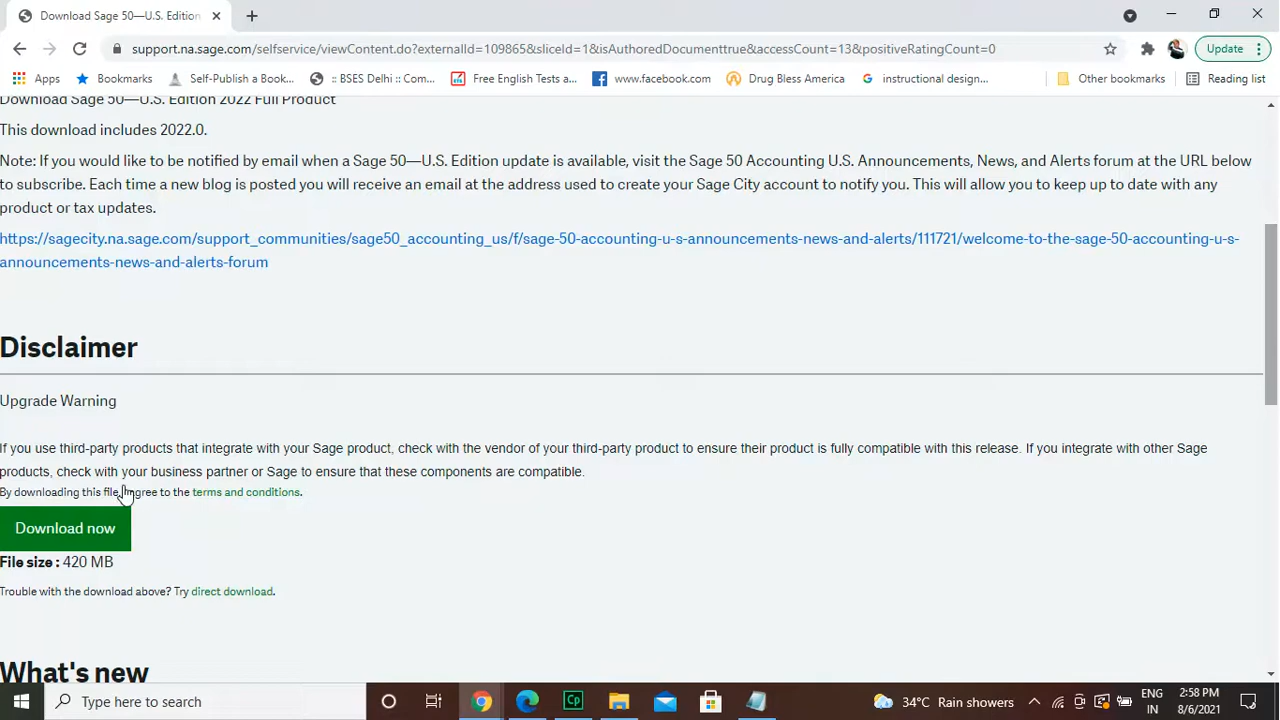 Download Sage 50—U.S. Edition
support.na.sage.com/selfservice/viewContent.do?externalId=109865&sliceId=1&isAuthoredDocumenttrue&accessCount=13&positiveRatingCount=0
Update
Apps
Bookmarks
Self-Publish a Book...
:: BSES Delhi :: Com...
Free English Tests a...
www.facebook.com
Drug Bless America
instructional design...
Other bookmarks
Reading list
Download Sage 50—U.S. Edition 2022 Full Product
This download includes 2022.0.
Note: If you would like to be notified by email when a Sage 50—U.S. Edition update is available, visit the Sage 50 Accounting U.S. Announcements, News, and Alerts forum at the URL below
to subscribe. Each time a new blog is posted you will receive an email at the address used to create your Sage City account to notify you. This will allow you to keep up to date with any
product or tax updates.
https://sagecity.na.sage.com/support_communities/sage50_accounting_us/f/sage-50-accounting-u-s-announcements-news-and-alerts/111721/welcome-to-the-sage-50-accounting-u-s-
announcements-news-and-alerts-forum
Disclaimer
Upgrade Warning
If you use third-party products that integrate with your Sage product, check with the vendor of your third-party product to ensure their product is fully compatible with this release. If you integrate with other Sage
products, check with your business partner or Sage to ensure that these components are compatible.
By downloading this file, I agree to the terms and conditions.
Download now
File size : 420 MB
Trouble with the download above? Try direct download.
What's new
Type here to search
Cp
34°C Rain showers
ENG
IN
2:58 PM
8/6/2021